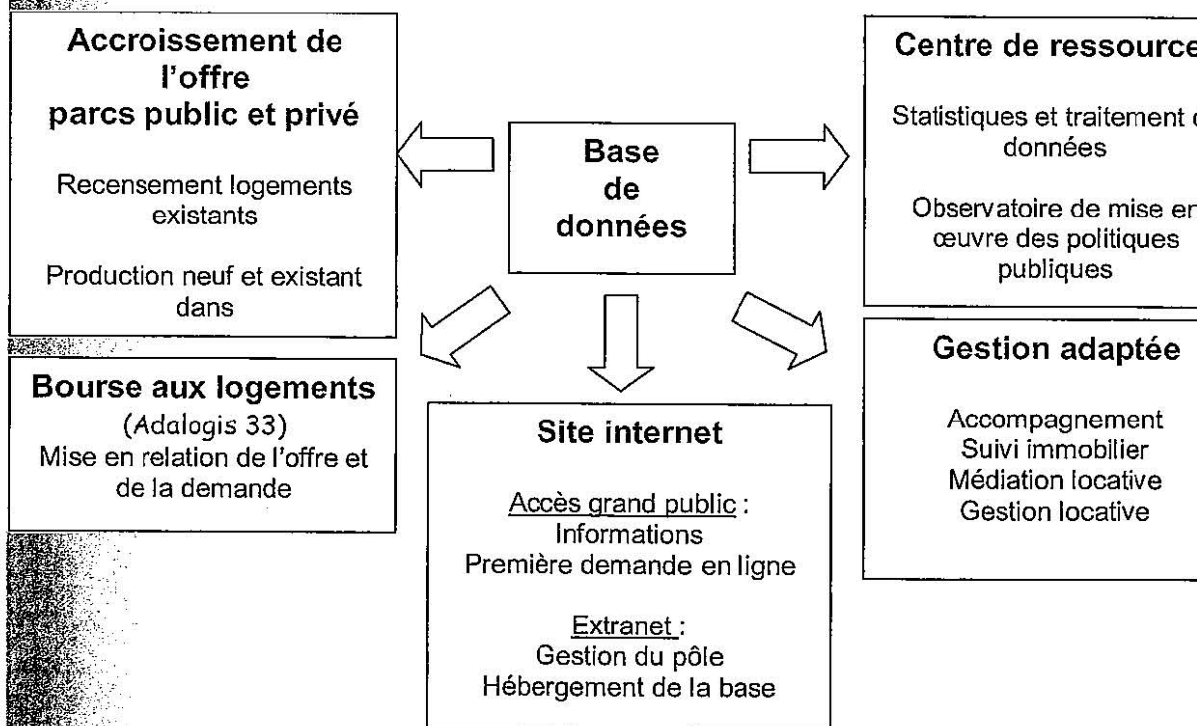 Accroissement de
l'offre
parcs public et privé
Recensement logements
existants
Production neuf et existant
dans
Base
de
données
Centre de ressource
Statistiques et traitement
données
Observatoire de mise en
œuvre des politiques
publiques
Bourse aux logements
(Adalogis 33)
Mise en relation de l'offre et
de la demande
Site internet
Accès grand public :
Informations
Première demande en ligne
Extranet :
Gestion du pôle
Hébergement de la base
Gestion adaptée
Accompagnement
Suivi immobilier
Médiation locative
Gestion locative